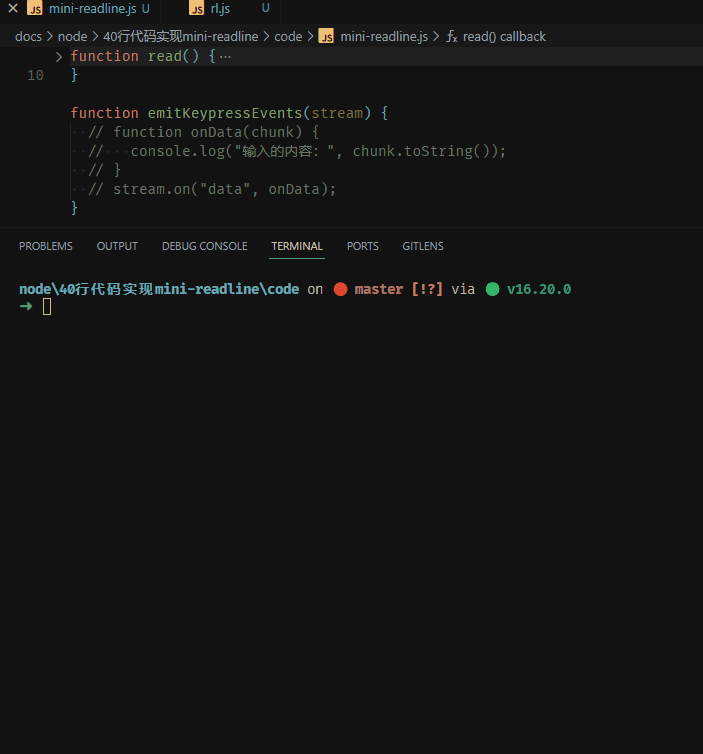 mini-readline.js U rl.js U
docs > node > 40行代码实现mini-readline > code > JS mini-readline.js > read() callback
function read() {…
10 }
function emitKeypressEvents(stream) {
// function onData(chunk) {
//   console.log("输入的内容: ", chunk.toString());
// }
// stream.on("data", onData);
}
PROBLEMS OUTPUT DEBUG CONSOLE TERMINAL PORTS GITLENS
node\40行代码实现mini-readline\code on master [!?] via v16.20.0
➜